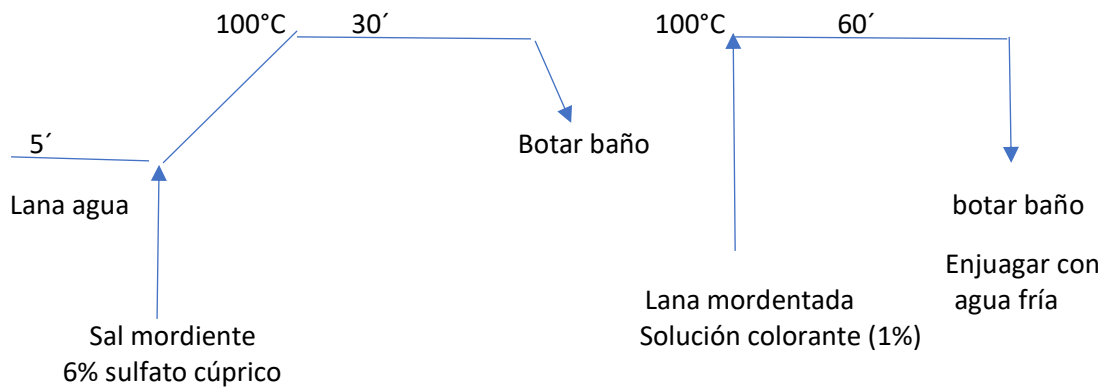 100°C
30´
5´
Lana agua
Sal mordiente
6% sulfato cúprico
Botar baño
100°C
60´
Lana mordentada
Solución colorante (1%)
botar baño
Enjuagar con
agua fría